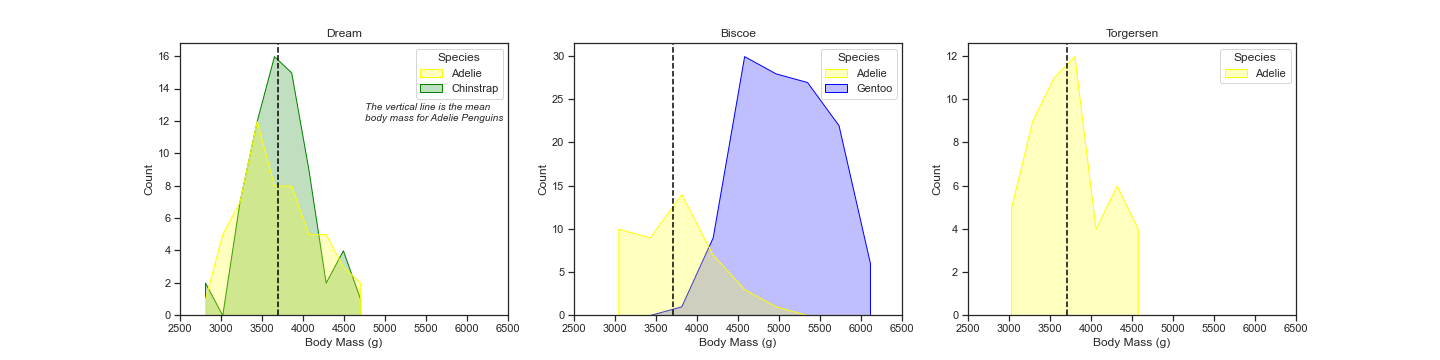 Dream
16
14
12
10
8
6
4
2
0
Count
2500 3000 3500 4000 4500 5000 5500 6000 6500
Body Mass (g)
Species
Adelie
Chinstrap
The vertical line is the mean
body mass for Adelie Penguins
Biscoe
30
25
20
15
10
5
0
Count
2500 3000 3500 4000 4500 5000 5500 6000 6500
Body Mass (g)
Species
Adelie
Gentoo
Torgersen
12
10
8
6
4
2
0
Count
2500 3000 3500 4000 4500 5000 5500 6000 6500
Body Mass (g)
Species
Adelie